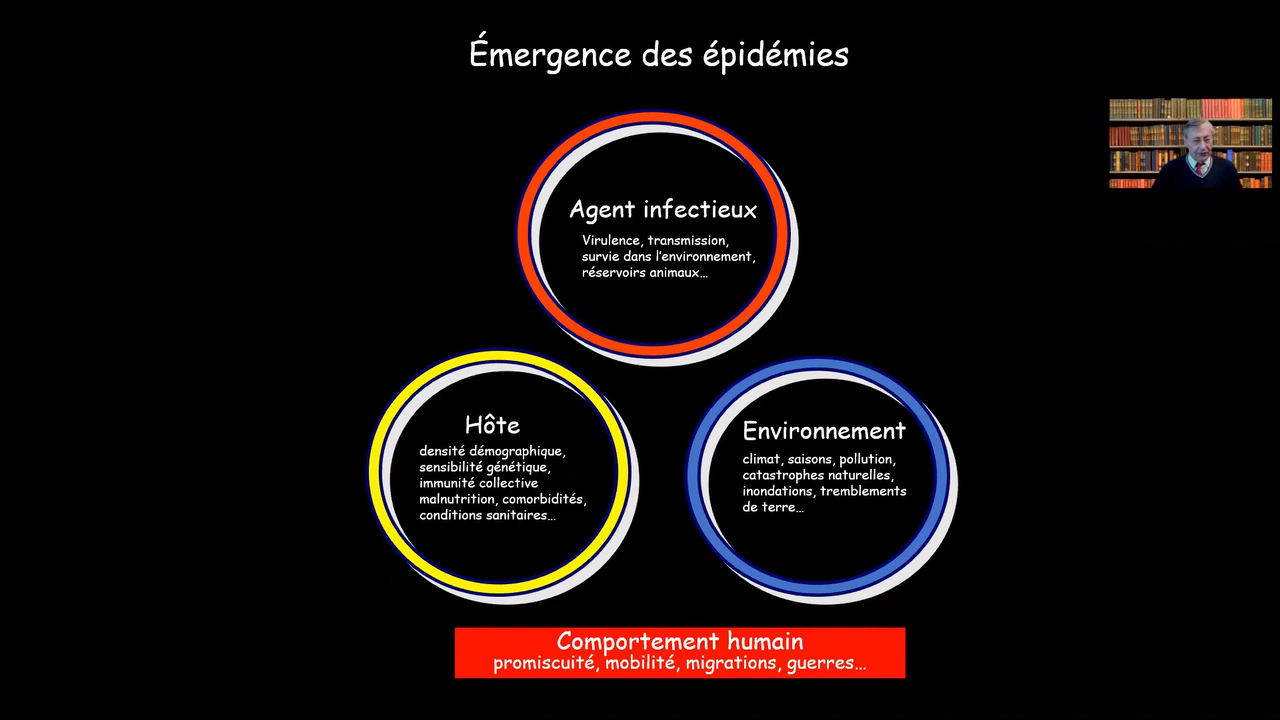 Émergence des épidémies
Agent infectieux
Virulence, transmission,
survie dans l'environnement,
réservoirs animaux...
Hôte
densité démographique,
sensibilité génétique,
immunité collective
malnutrition, comorbidités,
conditions sanitaires...
Environnement
climat, saisons, pollution,
catastrophes naturelles,
inondations, tremblements
de terre...
Comportement humain
promiscuité, mobilité, migrations, guerres...